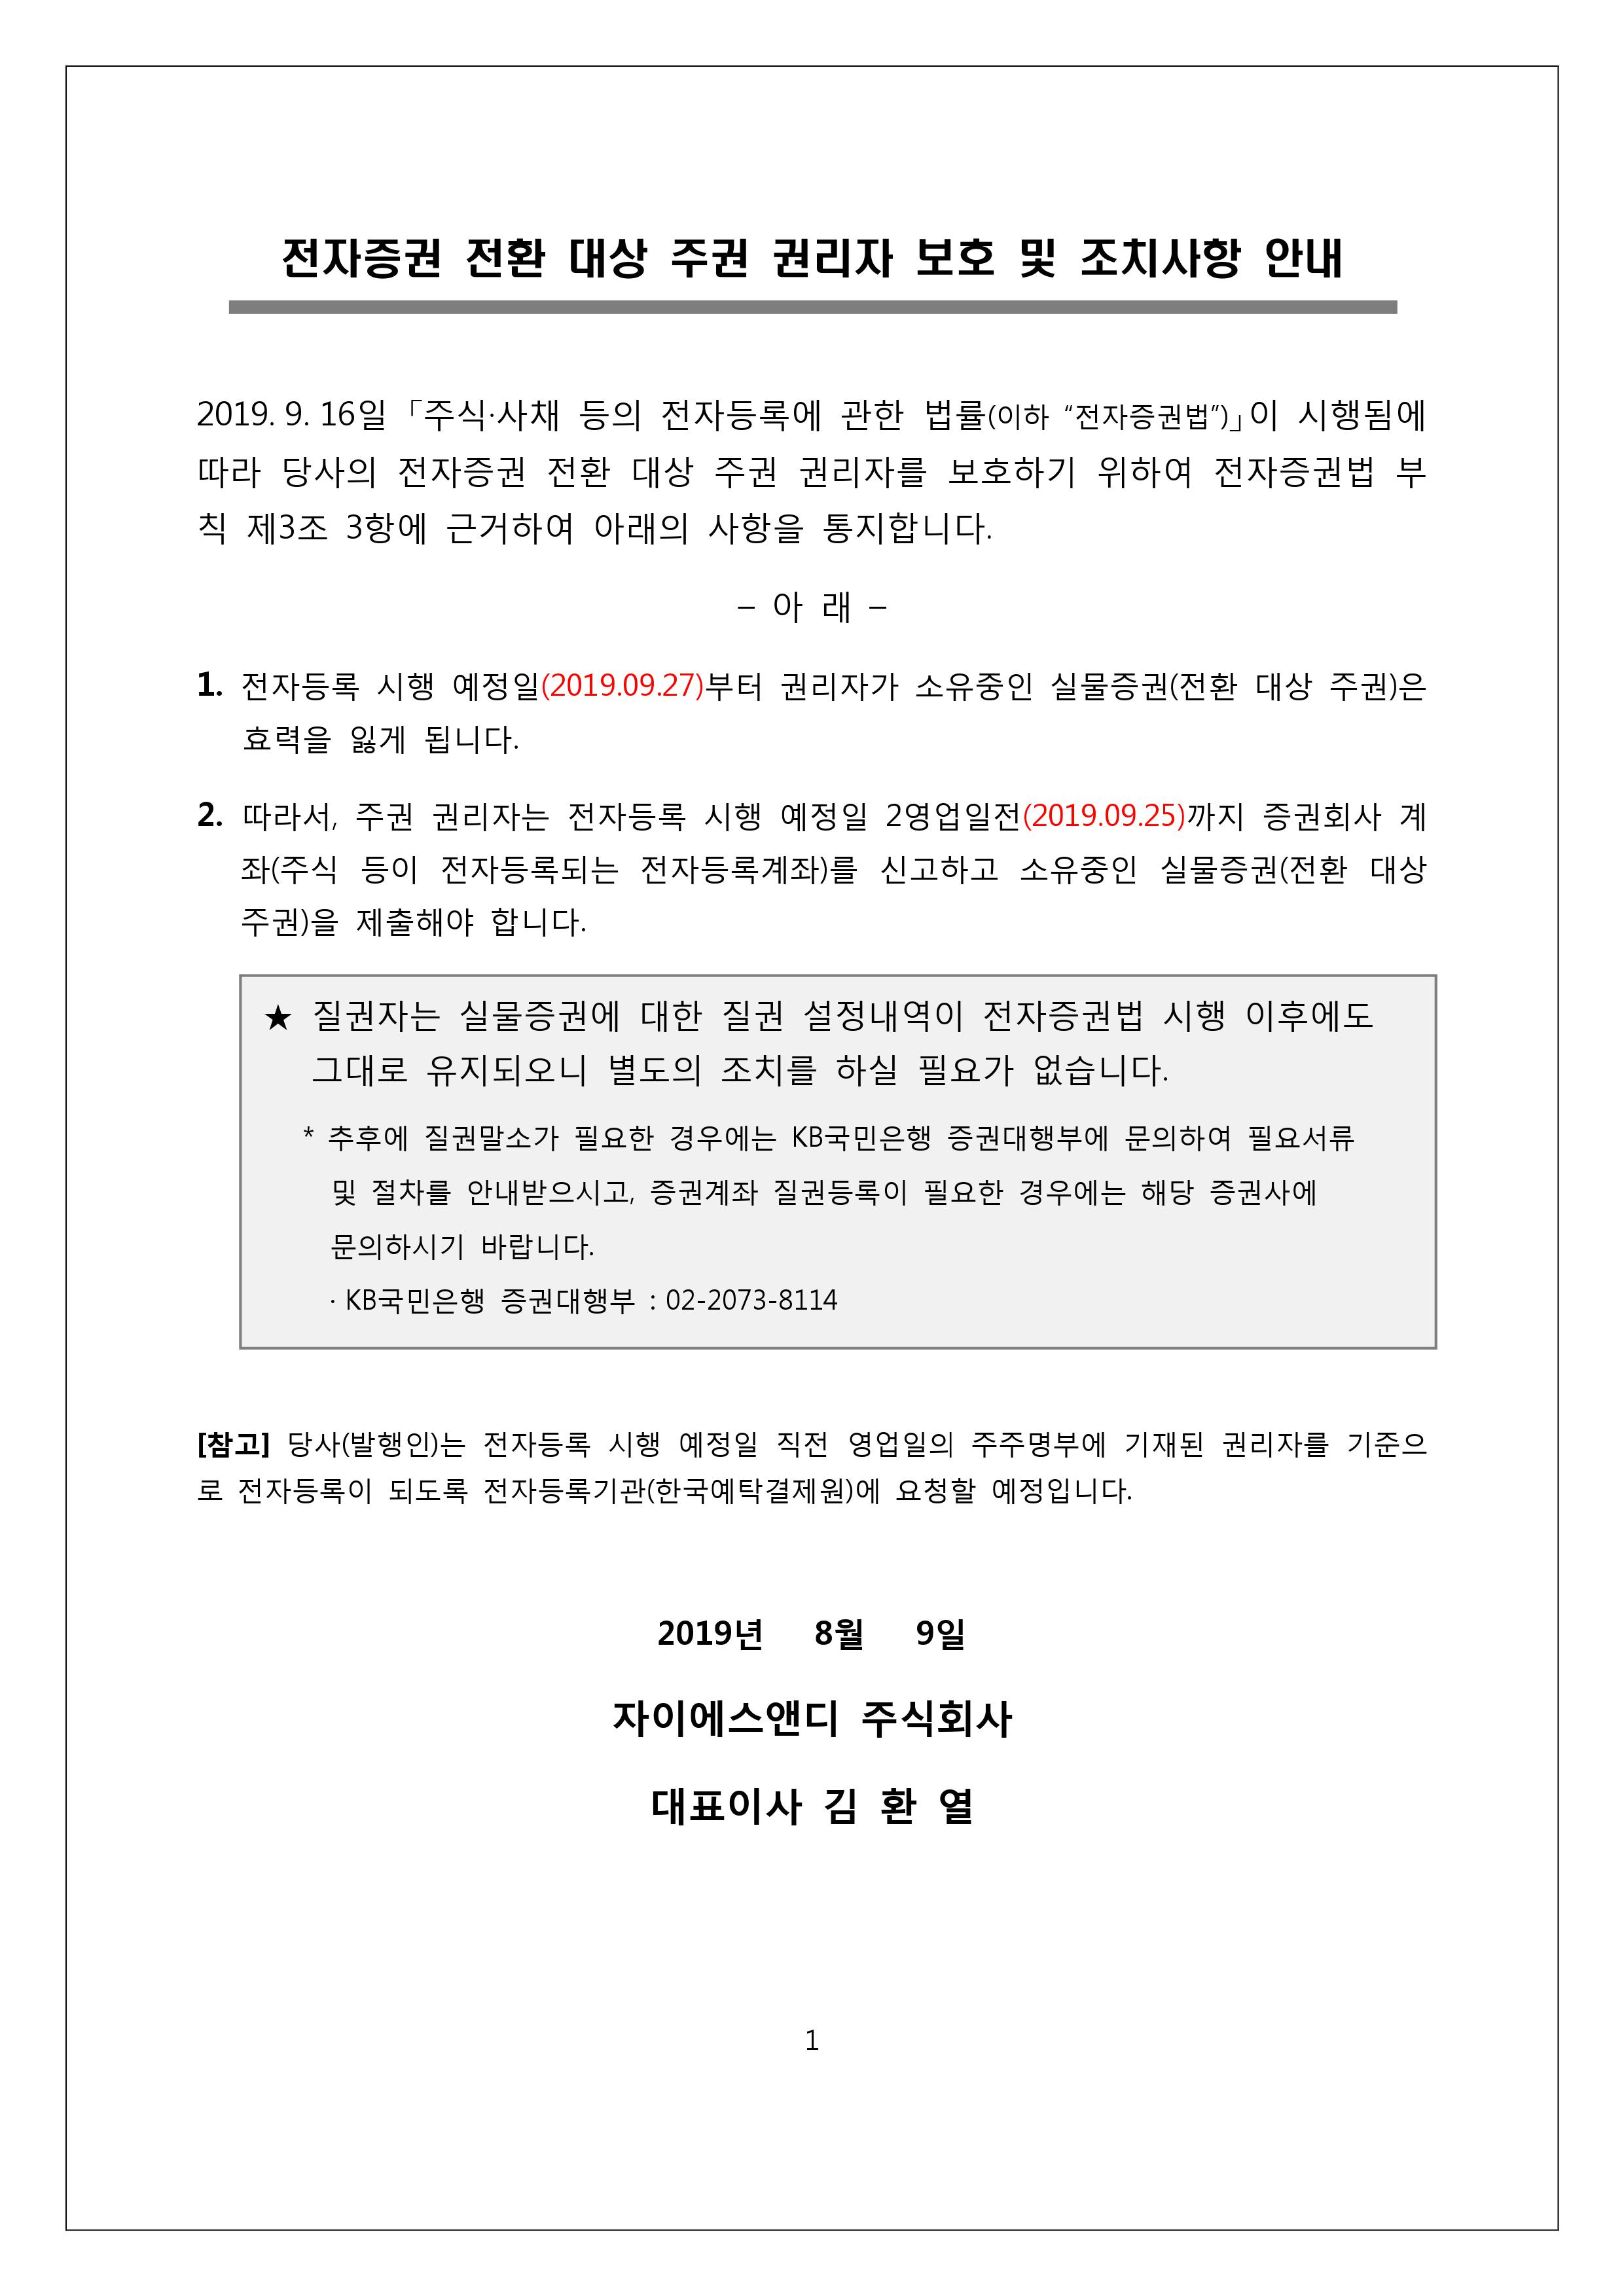 전자증권 전환 대상 주권 권리자 보호 및 조치사항 안내
2019. 9. 16일 「주식·사채 등의 전자등록에 관한 법률(이하 “전자증권법”)」이 시행됨에
따라 당사의 전자증권 전환 대상 주권 권리자를 보호하기 위하여 전자증권법 부
칙 제3조 3항에 근거하여 아래의 사항을 통지합니다.
– 아 래 –
1. 전자등록 시행 예정일(2019.09.27)부터 권리자가 소유중인 실물증권(전환 대상 주권)은
효력을 잃게 됩니다.
2. 따라서, 주권 권리자는 전자등록 시행 예정일 2영업일전(2019.09.25)까지 증권회사 계
좌(주식 등이 전자등록되는 전자등록계좌)를 신고하고 소유중인 실물증권(전환 대상
주권)을 제출해야 합니다.
★ 질권자는 실물증권에 대한 질권 설정내역이 전자증권법 시행 이후에도
그대로 유지되오니 별도의 조치를 하실 필요가 없습니다.
* 추후에 질권말소가 필요한 경우에는 KB국민은행 증권대행부에 문의하여 필요서류
및 절차를 안내받으시고, 증권계좌 질권등록이 필요한 경우에는 해당 증권사에
문의하시기 바랍니다.
· KB국민은행 증권대행부 : 02-2073-8114
[참고] 당사(발행인)는 전자등록 시행 예정일 직전 영업일의 주주명부에 기재된 권리자를 기준으
로 전자등록이 되도록 전자등록기관(한국예탁결제원)에 요청할 예정입니다.
2019년 8월 9일
자이에스앤디 주식회사
대표이사 김 환 열
1